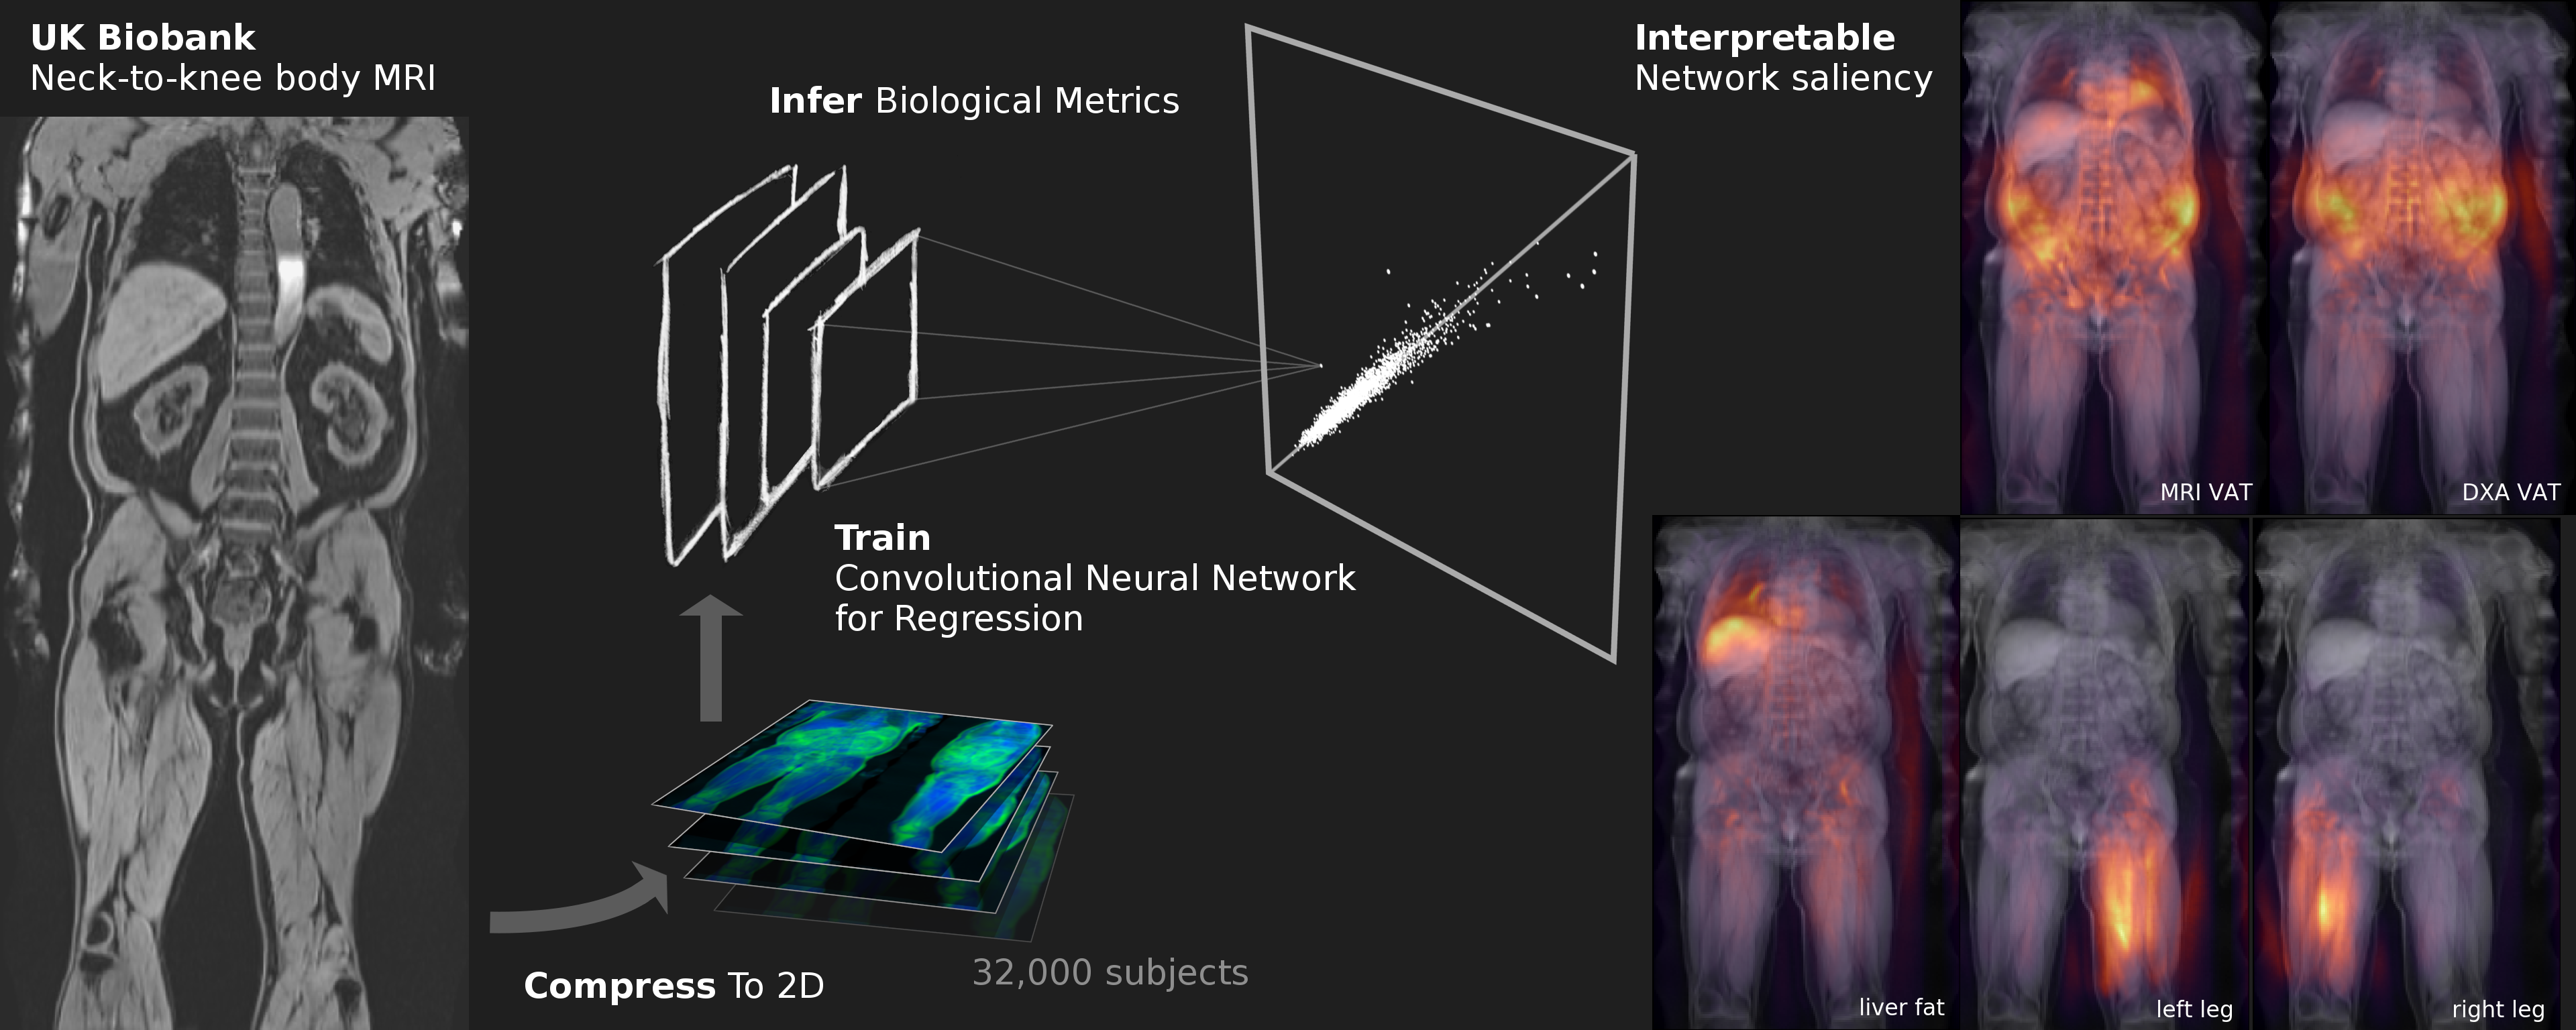 UK Biobank
Neck-to-knee body MRI
Infer Biological Metrics
Interpretable
Network saliency
MRI VAT
DXA VAT
Train
Convolutional Neural Network
for Regression
Compress To 2D
32,000 subjects
liver fat
left leg
right leg